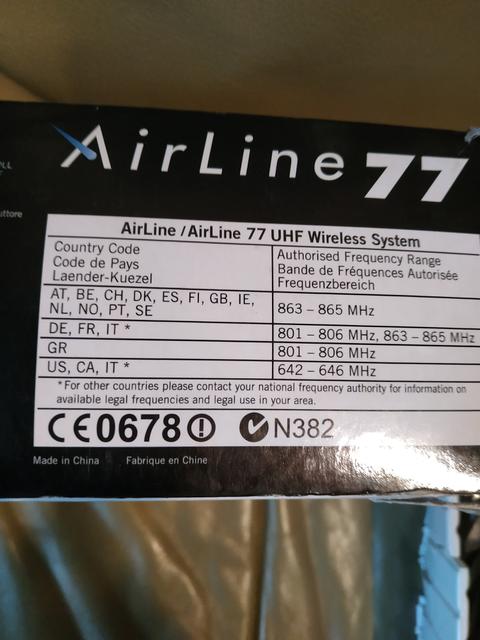 AirLine 77
AirLine / AirLine 77 UHF Wireless System
Country Code
Code de Pays
Laender-Kuezel
Authorised Frequency Range
Bande de Fréquences Autorisée
Frequenzbereich
AT, BE, CH, DK, ES, FI, GB, IE,
NL, NO, PT, SE
863 – 865 MHz
DE, FR, IT *
801 – 806 MHz, 863 – 865 MHz
GR
801 – 806 MHz
US, CA, IT *
642 – 646 MHz
* For other countries please contact your national frequency authority for information on
available legal frequencies and legal use in your area.
CE0678 N382
Made in China Fabrique en Chine